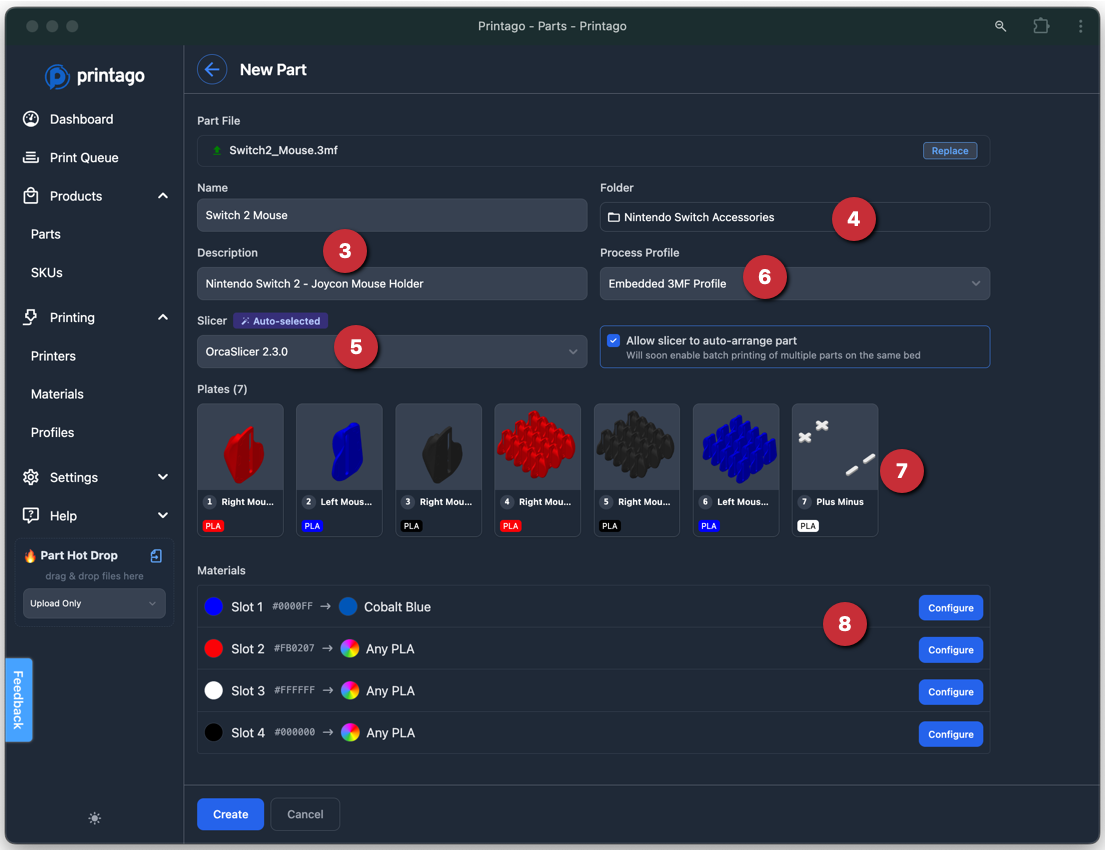 Printago - Parts - Printago
printago
Dashboard
Print Queue
Products
Parts
SKUs
Printing
Printers
Materials
Profiles
Settings
Help
Part Hot Drop
drag & drop files here
Upload Only
Feedback
New Part
Part File
Switch2_Mouse.3mf
Replace
Name
Switch 2 Mouse
Folder
Nintendo Switch Accessories
4
3
Description
Nintendo Switch 2 - Joycon Mouse Holder
Process Profile
Embedded 3MF Profile
6
Slicer Auto-selected
OrcaSlicer 2.3.0
5
Allow slicer to auto-arrange part
Will soon enable batch printing of multiple parts on the same bed
Plates (7)
1 Right Mou...
PLA
2 Left Mous...
PLA
3 Right Mou...
PLA
4 Right Mou...
PLA
5 Right Mou...
PLA
6 Left Mous...
PLA
7 Plus Minus
PLA
7
Materials
Slot 1 #0000FF → Cobalt Blue
Configure
8
Slot 2 #FB0207 → Any PLA
Configure
Slot 3 #FFFFFF → Any PLA
Configure
Slot 4 #000000 → Any PLA
Configure
Create
Cancel